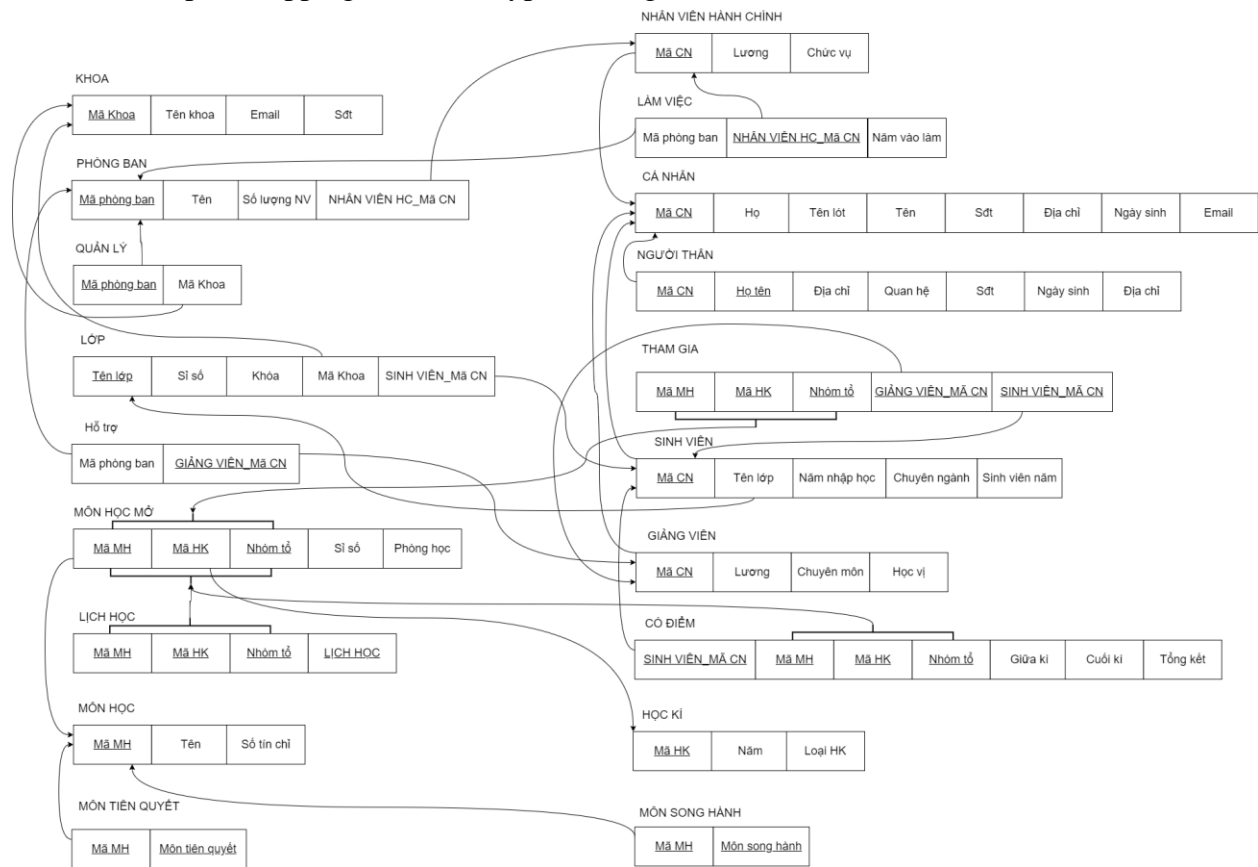 NHÂN VIÊN HÀNH CHÍNH
Mã CN Lương Chức vụ
KHOA
Mã Khoa Tên khoa Email Sđt
LÀM VIỆC
Mã phòng ban NHÂN VIÊN HC_Mã CN Năm vào làm
PHÒNG BAN
Mã phòng ban Tên Số lượng NV NHÂN VIÊN HC_Mã CN
CÁ NHÂN
Mã CN Họ Tên lót Tên Sđt Địa chỉ Ngày sinh Email
QUẢN LÝ
Mã phòng ban Mã Khoa
NGƯỜI THÂN
Mã CN Họ tên Địa chỉ Quan hệ Sđt Ngày sinh Địa chỉ
LỚP
Tên lớp Sỉ số Khóa Mã Khoa SINH VIÊN_Mã CN
THAM GIA
Mã MH Mã HK Nhóm tổ GIẢNG VIÊN_MÃ CN SINH VIÊN_MÃ CN
Hỗ trợ
Mã phòng ban GIẢNG VIÊN_Mã CN
SINH VIÊN
Mã CN Tên lớp Năm nhập học Chuyên ngành Sinh viên năm
MÔN HỌC MỞ
Mã MH Mã HK Nhóm tổ Sỉ số Phòng học
GIẢNG VIÊN
Mã CN Lương Chuyên môn Học vị
LỊCH HỌC
Mã MH Mã HK Nhóm tổ LỊCH HỌC
CÓ ĐIỂM
SINH VIÊN_MÃ CN Mã MH Mã HK Nhóm tổ Giữa kì Cuối kì Tổng kết
MÔN HỌC
Mã MH Tên Số tín chỉ
HỌC KÌ
Mã HK Năm Loại HK
MÔN TIÊN QUYẾT
Mã MH Môn tiên quyết
MÔN SONG HÀNH
Mã MH Môn song hành